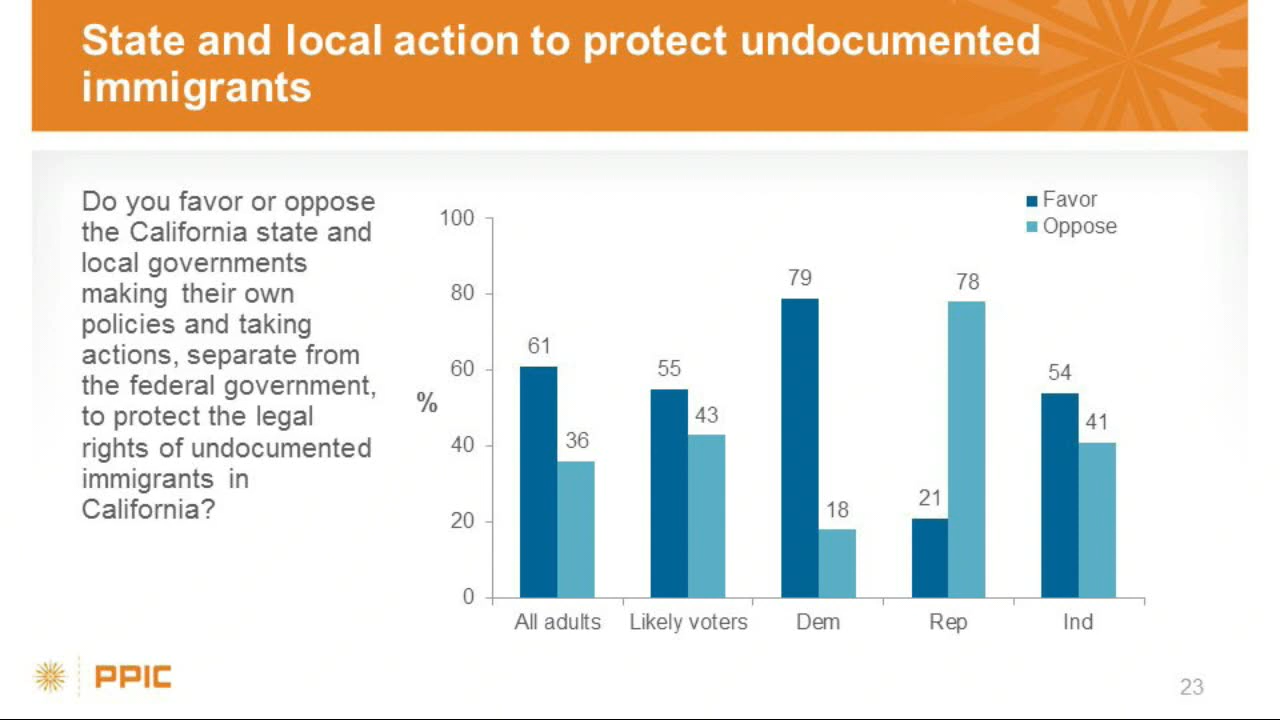 State and local action to protect undocumented
immigrants
Do you favor or oppose
the California state and
local governments
making their own
policies and taking
actions, separate from
the federal government,
to protect the legal
rights of undocumented
immigrants in
California?
Favor
Oppose
%
100
80
60
40
20
0
61
36
55
43
79
18
21
78
54
41
All adults
Likely voters
Dem
Rep
Ind
PPIC
23